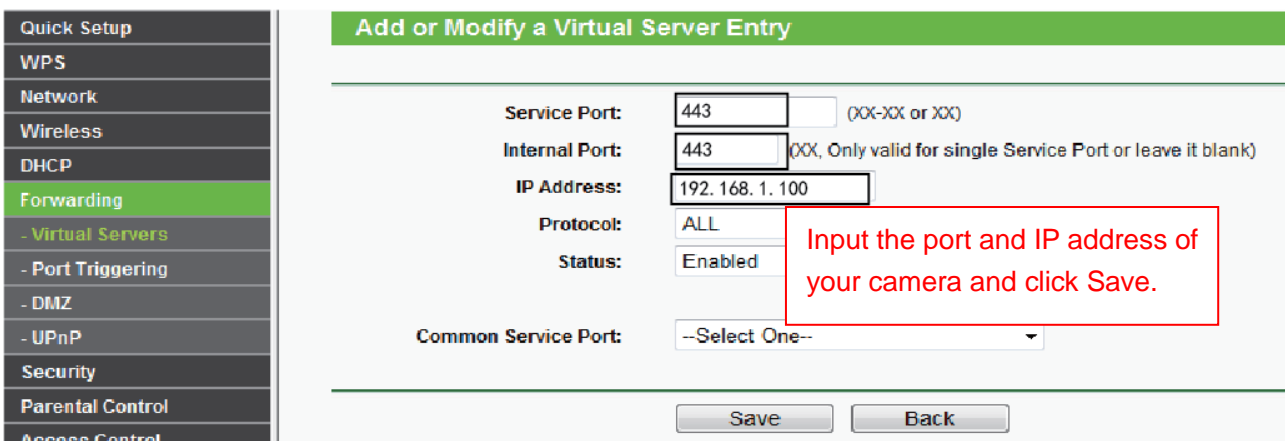 Quick Setup
WPS
Network
Wireless
DHCP
Forwarding
- Virtual Servers
- Port Triggering
- DMZ
- UPnP
Security
Parental Control
Access Control
Add or Modify a Virtual Server Entry
Service Port: 443 (XX-XX or XX)
Internal Port: 443 (XX, Only valid for single Service Port or leave it blank)
IP Address: 192. 168. 1. 100
Protocol: ALL
Status: Enabled
Input the port and IP address of
your camera and click Save.
Common Service Port: --Select One--
Save Back